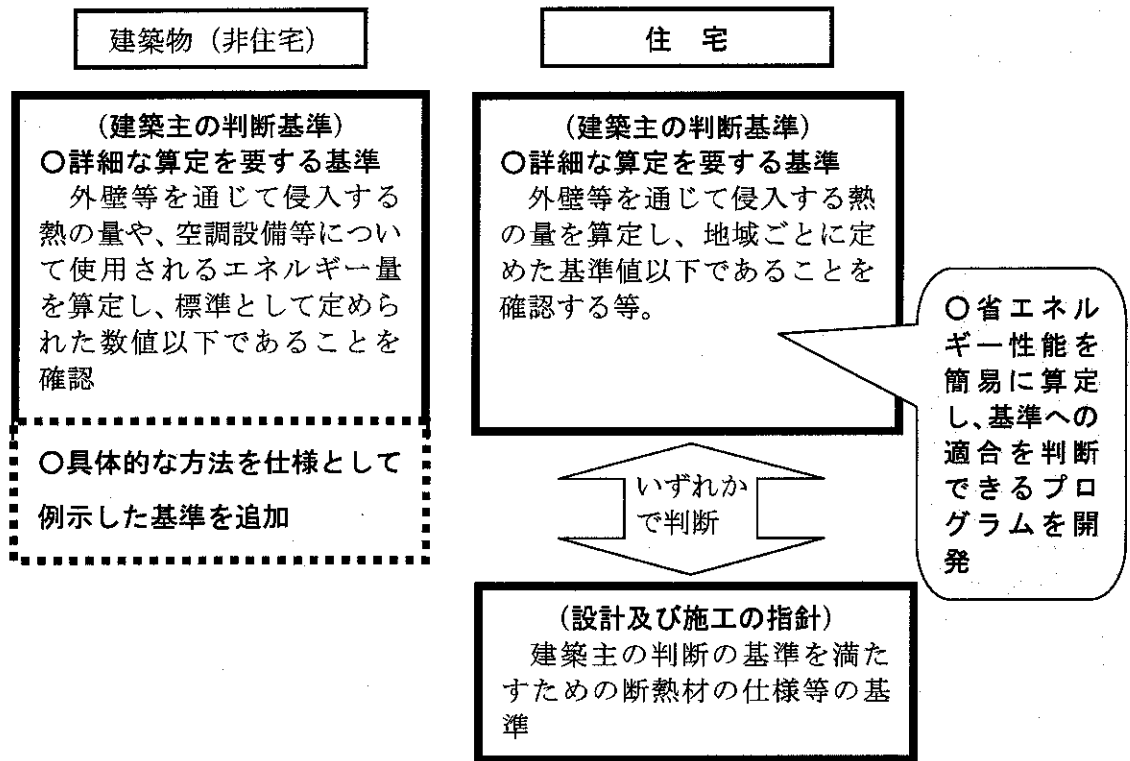 建築物（非住宅）
（建築主の判断基準）
○詳細な算定を要する基準
外壁等を通じて侵入する
熱の量や、空調設備等につい
て使用されるエネルギー量
を算定し、標準として定めら
れた数値以下であることを
確認
○具体的な方法を仕様として
例示した基準を追加
住　宅
（建築主の判断基準）
○詳細な算定を要する基準
外壁等を通じて侵入する熱
の量を算定し、地域ごとに定
めた基準値以下であることを
確認する等。
○省エネル
ギー性能を
簡易に算定
し、基準への
適合を判断
できるプロ
グラムを開
発
いずれか
で判断
（設計及び施工の指針）
建築主の判断の基準を満た
すための断熱材の仕様等の基
準